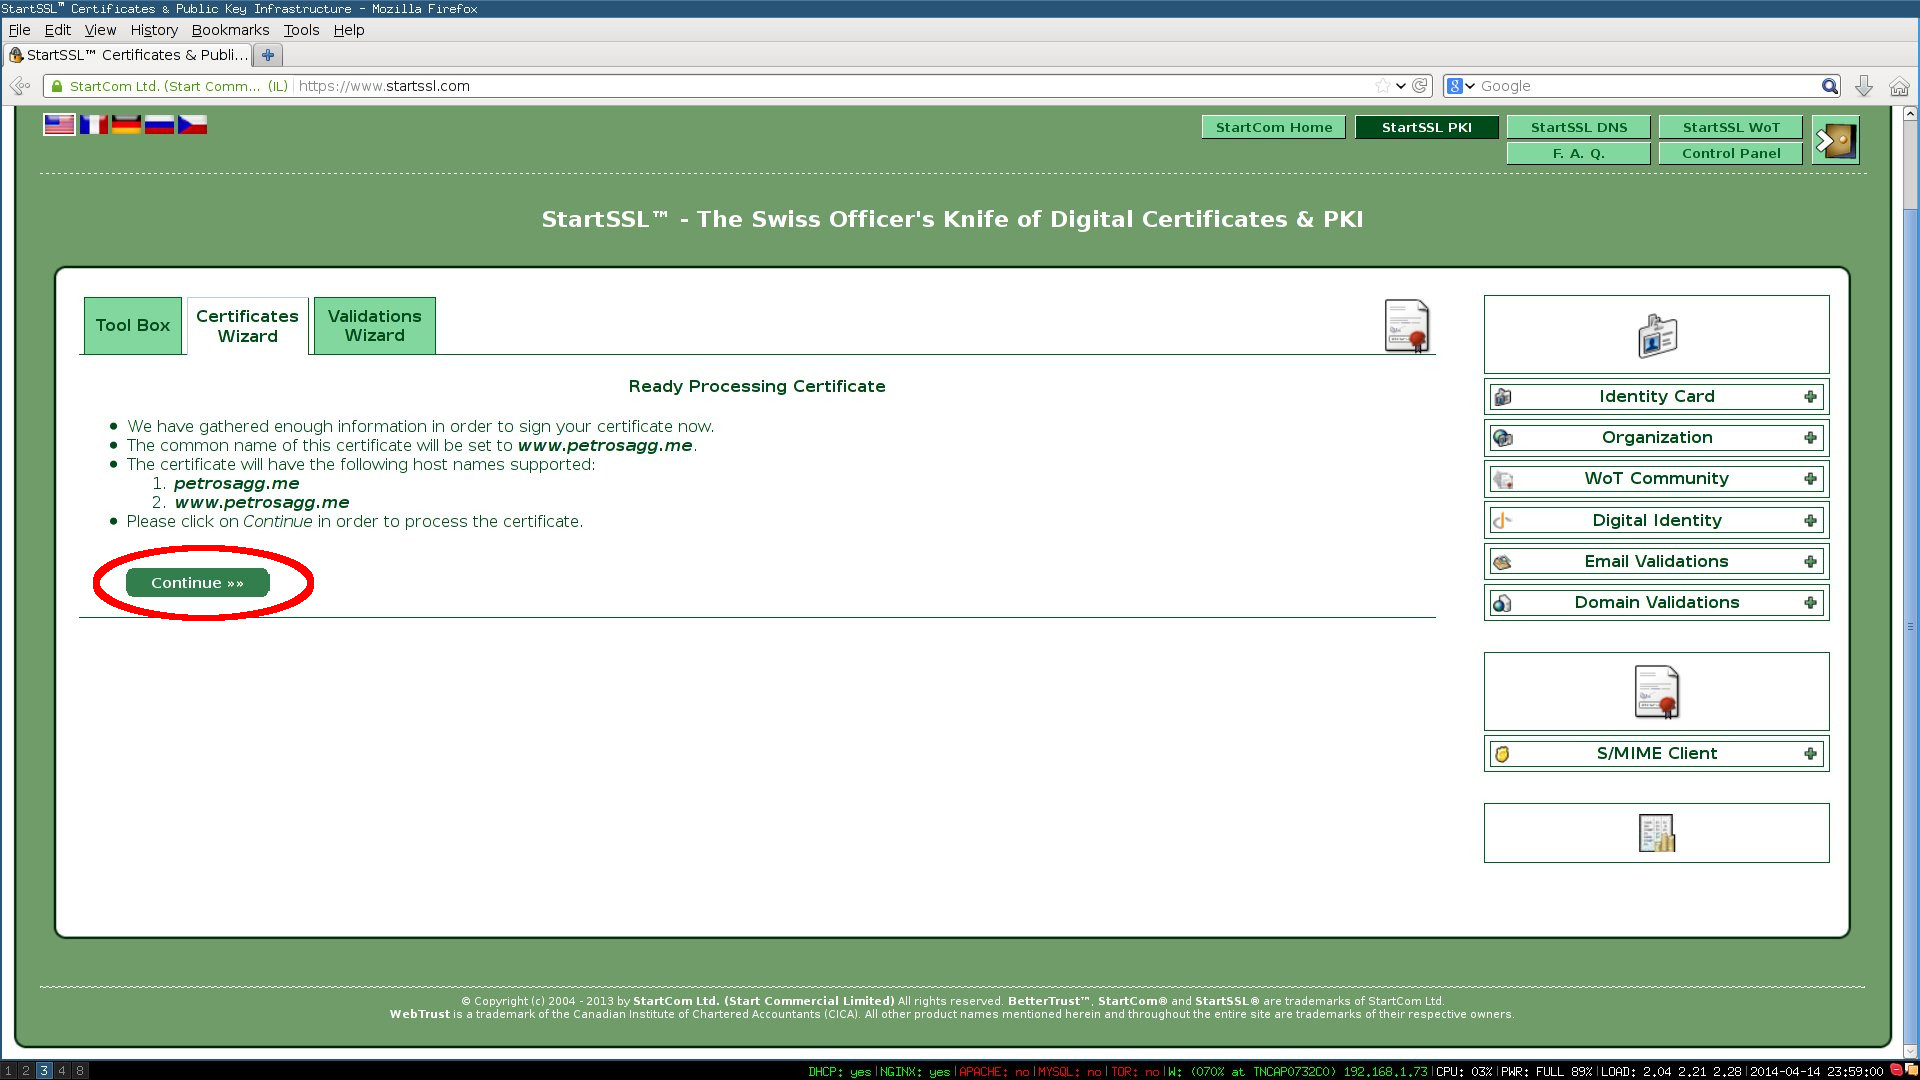 StartSSL™ Certificates & Public Key Infrastructure - Mozilla Firefox
File Edit View History Bookmarks Tools Help
StartSSL™ Certificates & Publi...
StartCom Ltd. (Start Comm... (IL) https://www.startssl.com
Google
StartCom Home StartSSL PKI StartSSL DNS StartSSL WoT
F. A. Q. Control Panel
StartSSL™ - The Swiss Officer's Knife of Digital Certificates & PKI
Tool Box
Certificates Wizard
Validations Wizard
Ready Processing Certificate
We have gathered enough information in order to sign your certificate now.
The common name of this certificate will be set to www.petrosagg.me.
The certificate will have the following host names supported:
1. petrosagg.me
2. www.petrosagg.me
Please click on Continue in order to process the certificate.
Continue »»
Identity Card
Organization
WoT Community
Digital Identity
Email Validations
Domain Validations
S/MIME Client
© Copyright (c) 2004 - 2013 by StartCom Ltd. (Start Commercial Limited) All rights reserved. BetterTrust™, StartCom® and StartSSL® are trademarks of StartCom Ltd.
WebTrust is a trademark of the Canadian Institute of Chartered Accountants (CICA). All other product names mentioned herein and throughout the entire site are trademarks of their respective owners.
1 2 3 4 8 DHCP: yes|NGINX: yes|APACHE: no|MYSQL: no|TOR: no|W: (070% at TNCAP0732C0) 192.168.1.73|CPU: 03%|PWR: FULL 89%|LOAD: 2.04 2.21 2.28|2014-04-14 23:59:00